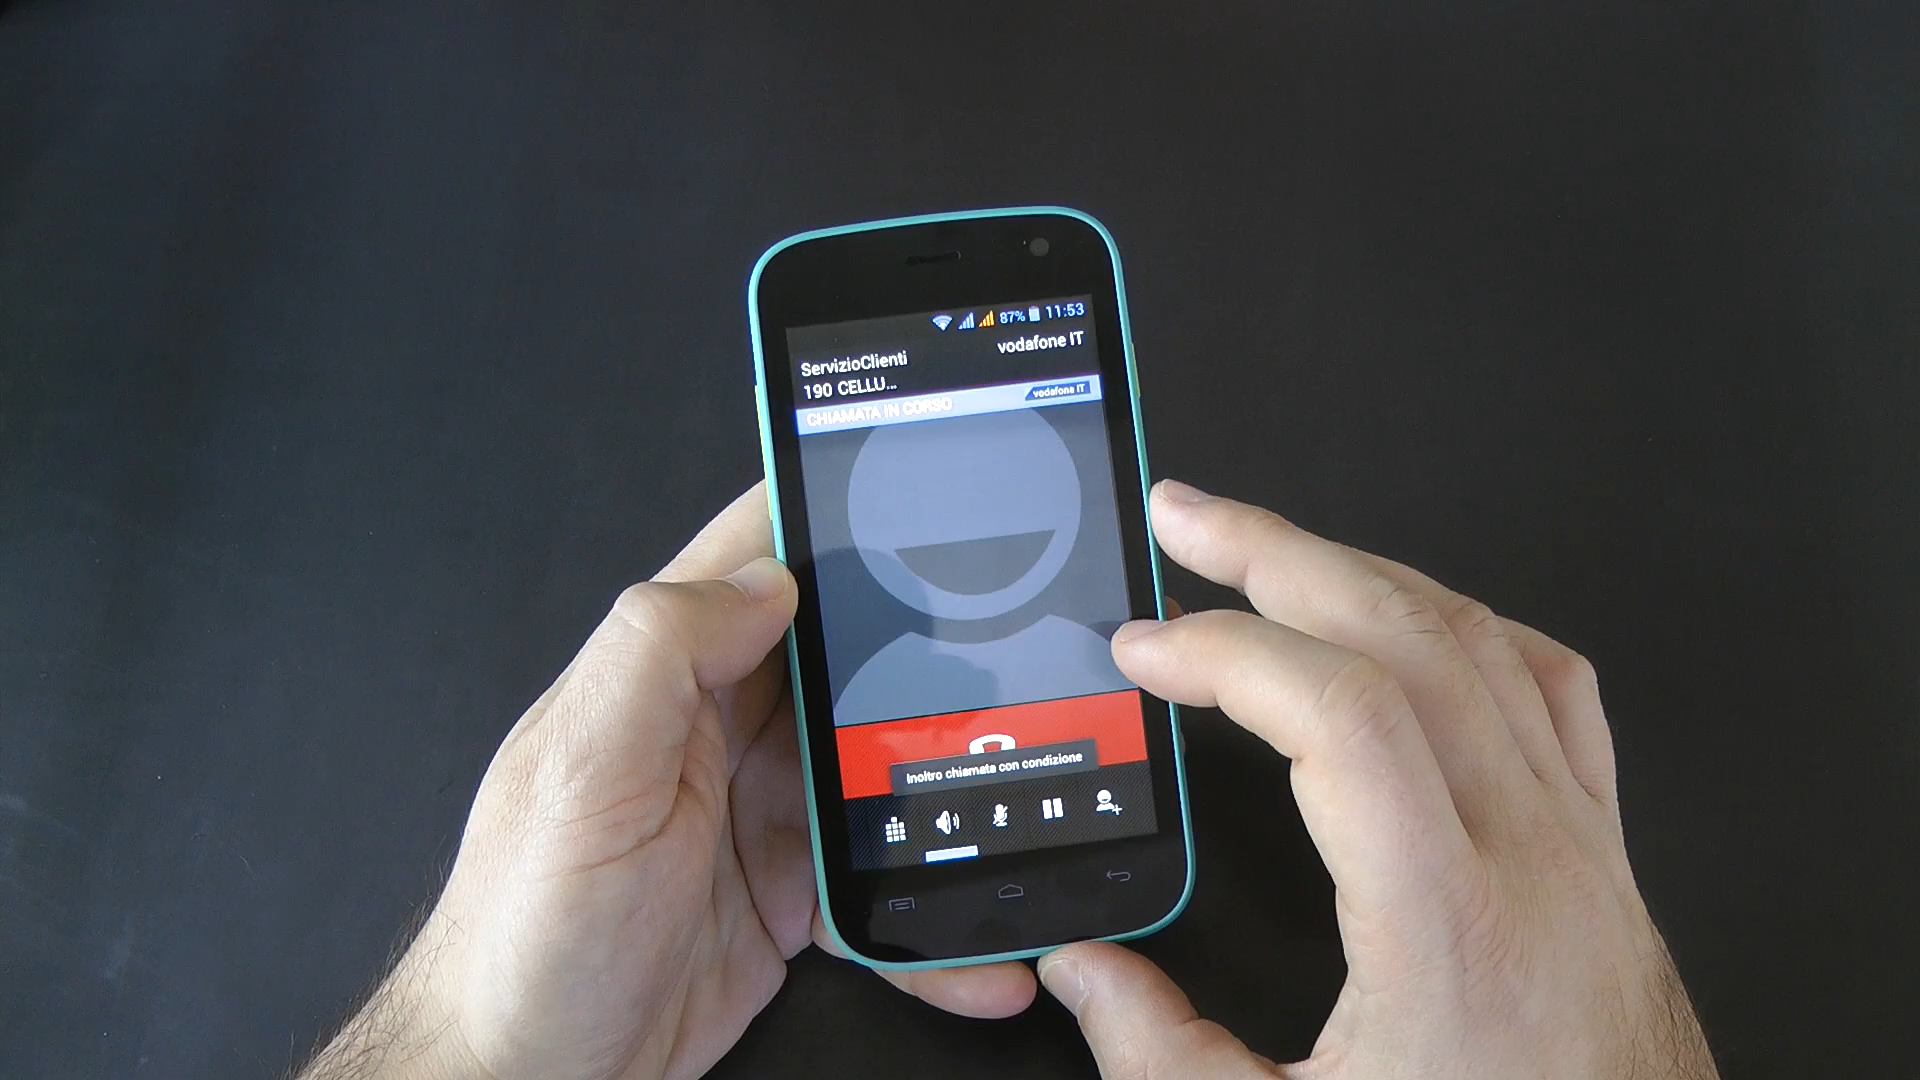 87% 11:53
ServizioClienti
vodafone IT
190 CELLU...
CHIAMATA IN CORSO
vodafone IT
Inoltro chiamata con condizione